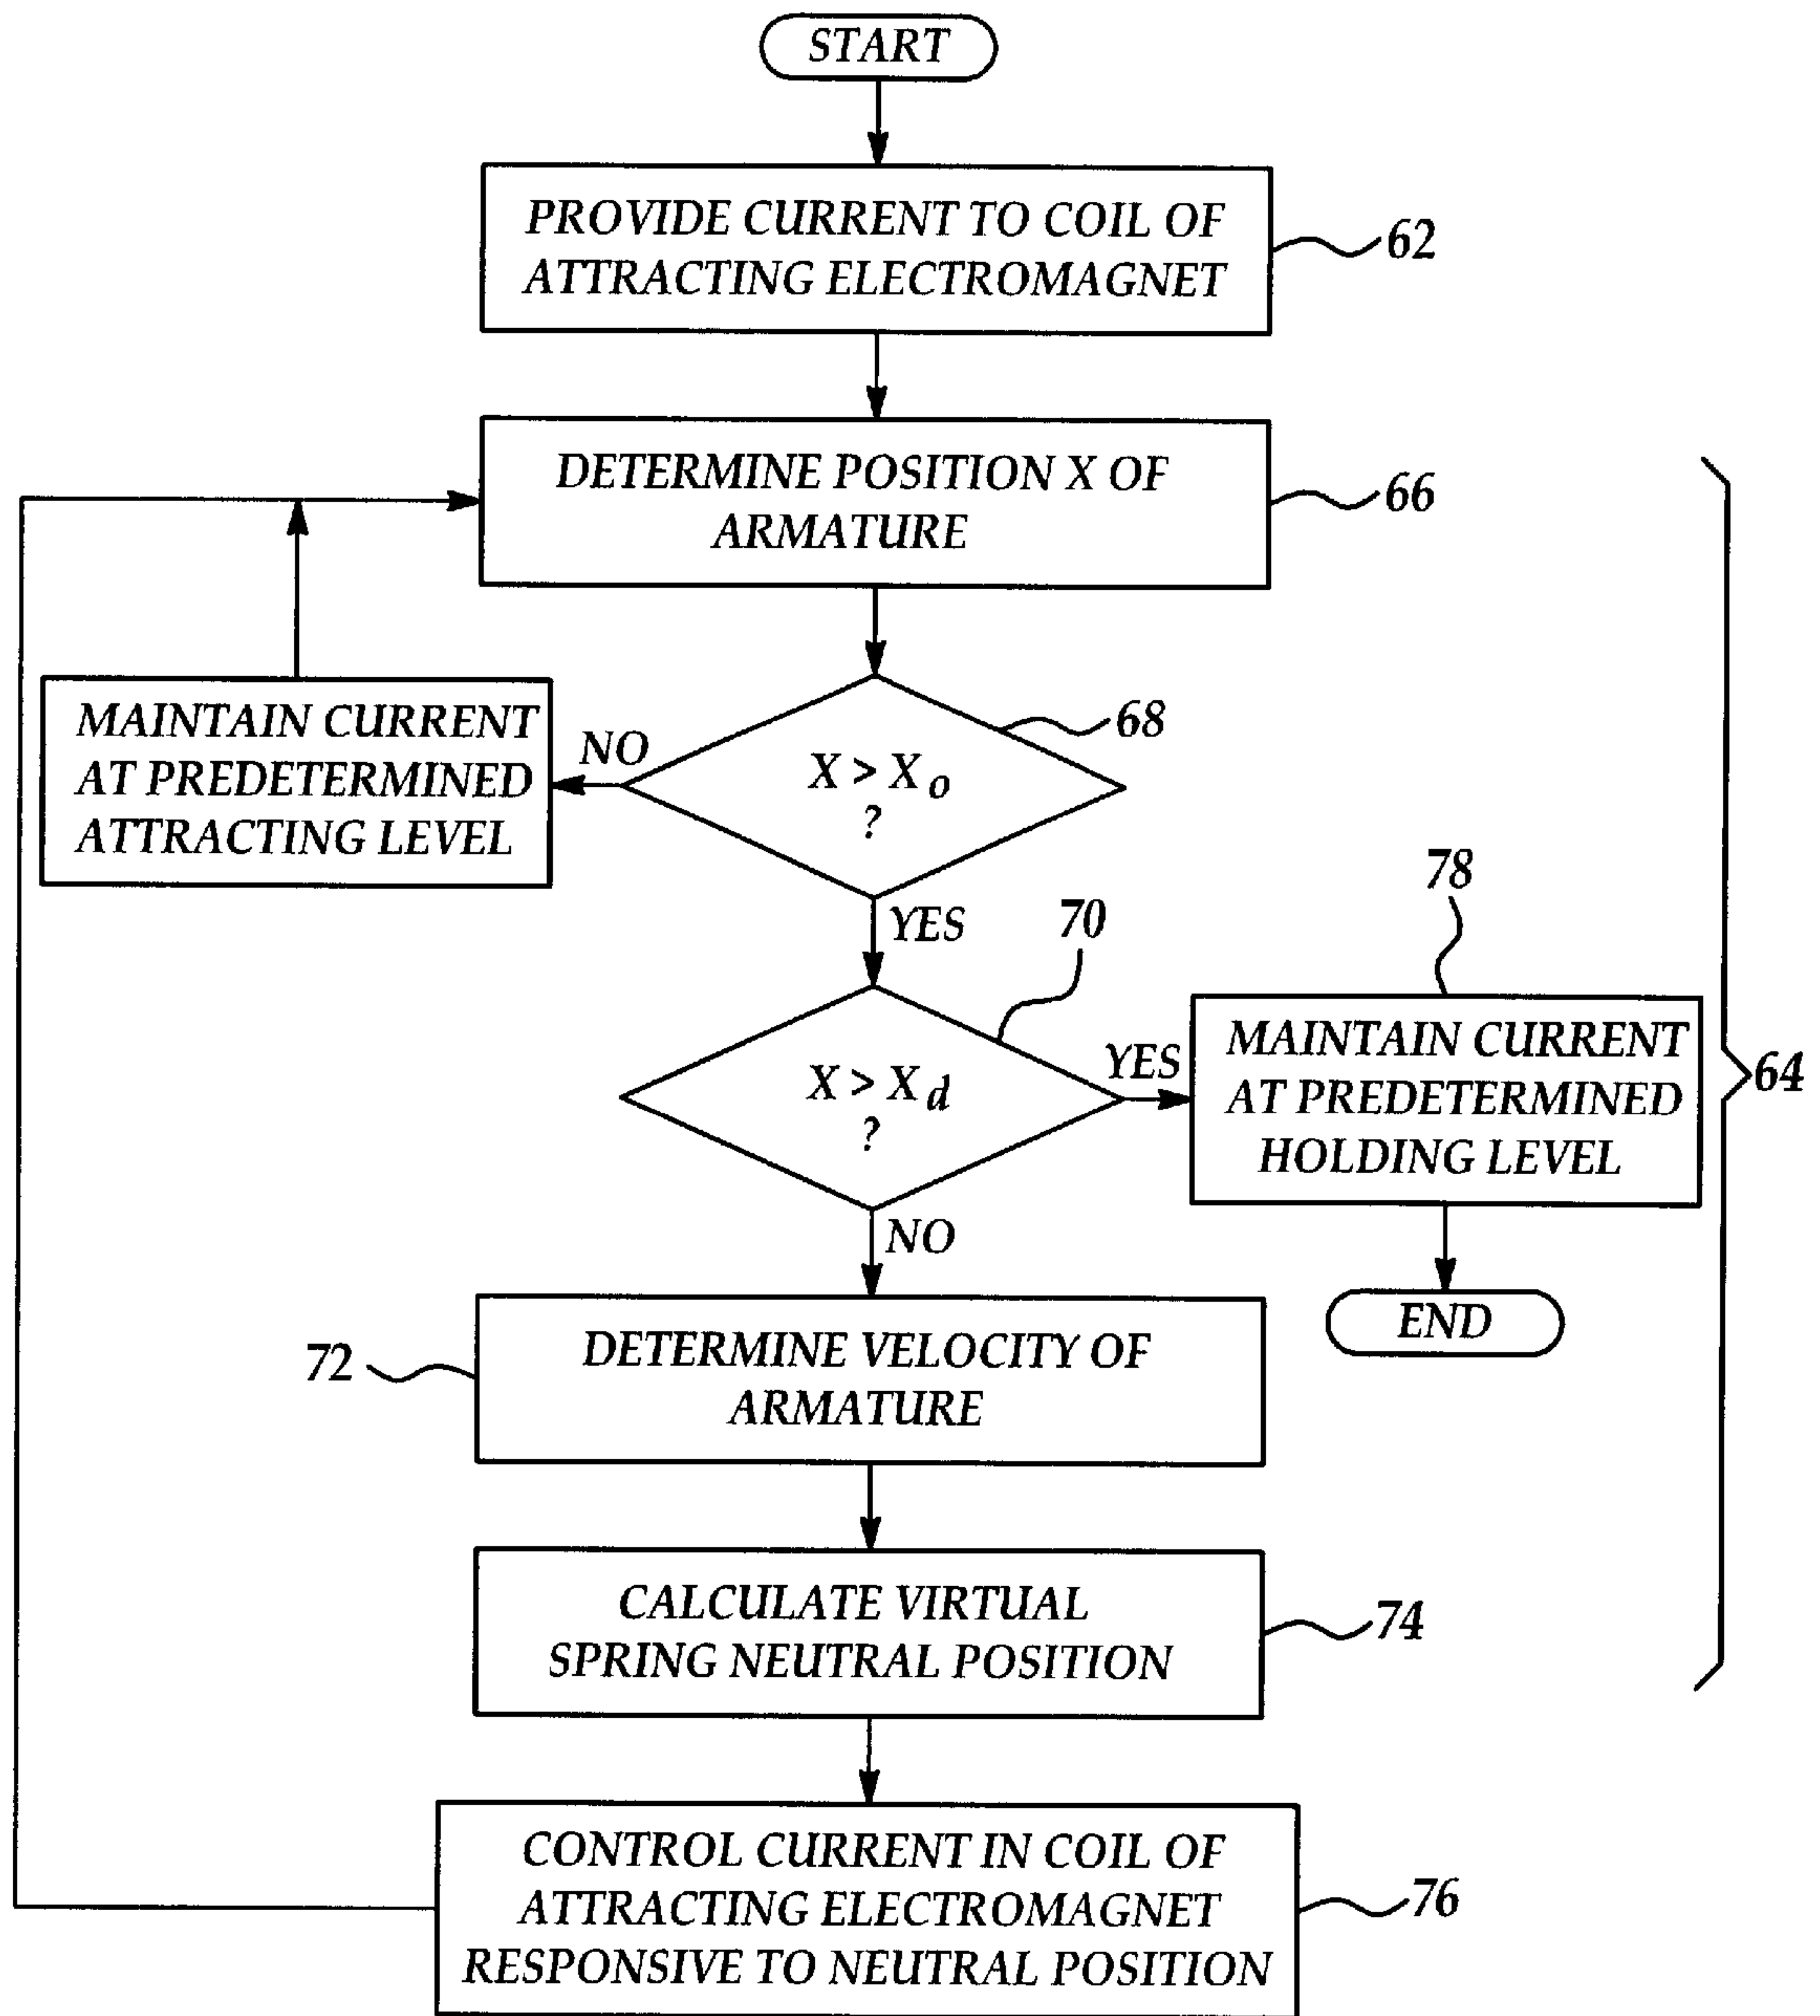 START
PROVIDE CURRENT TO COIL OF
ATTRACTING ELECTROMAGNET
62
DETERMINE POSITION X OF
ARMATURE
66
MAINTAIN CURRENT
AT PREDETERMINED
ATTRACTING LEVEL
NO
X > Xo
?
68
YES
70
78
X > Xd
?
YES
MAINTAIN CURRENT
AT PREDETERMINED
HOLDING LEVEL
64
NO
END
72
DETERMINE VELOCITY OF
ARMATURE
CALCULATE VIRTUAL
SPRING NEUTRAL POSITION
74
CONTROL CURRENT IN COIL OF
ATTRACTING ELECTROMAGNET
RESPONSIVE TO NEUTRAL POSITION
76